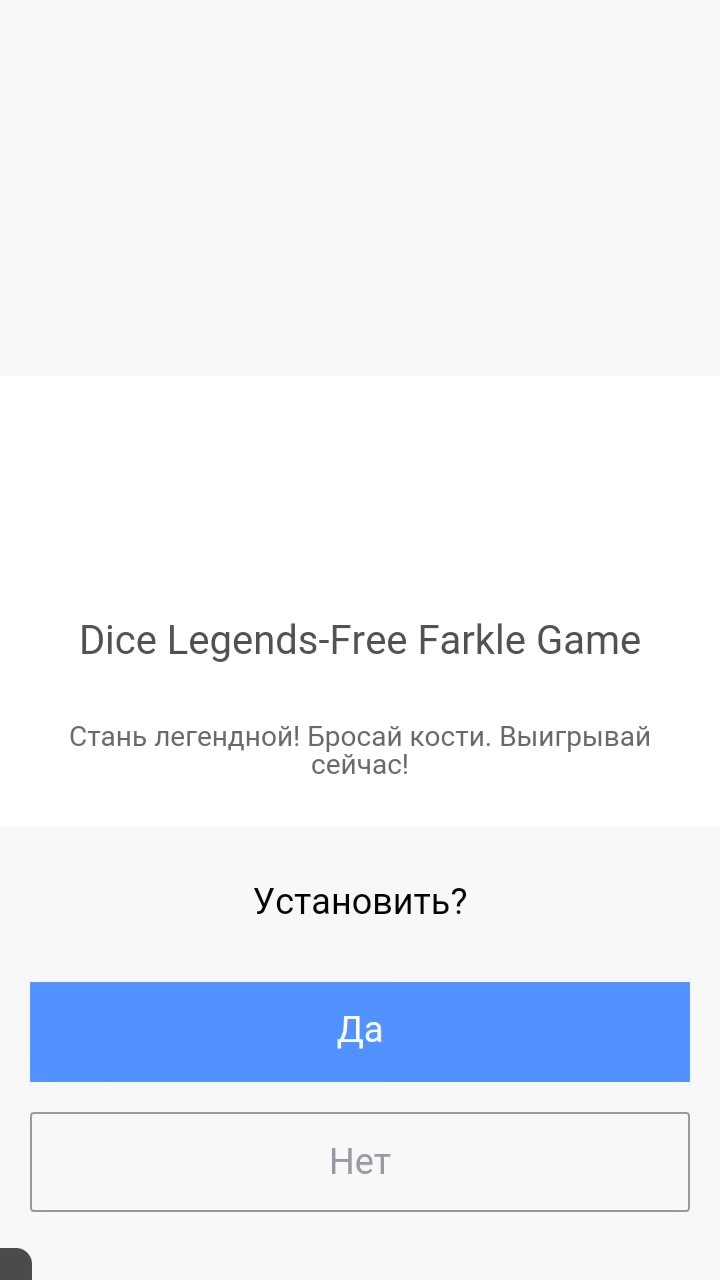 Dice Legends-Free Farkle Game
Стань легендной! Бросай кости. Выигрывай
сейчас!
Установить?
Да
Нет